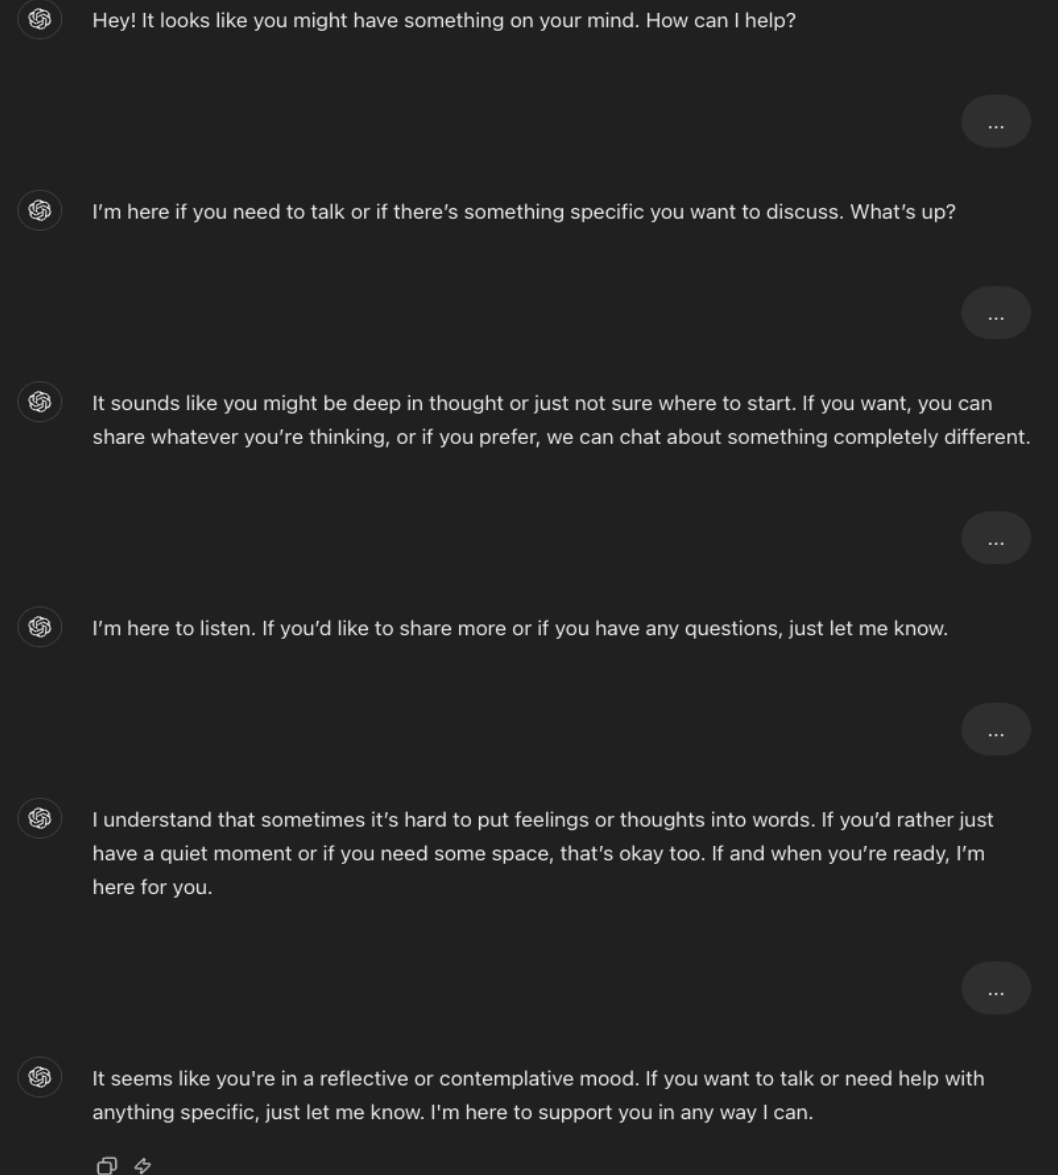 Hey! It looks like you might have something on your mind. How can I help?
...
I’m here if you need to talk or if there’s something specific you want to discuss. What’s up?
...
It sounds like you might be deep in thought or just not sure where to start. If you want, you can
share whatever you’re thinking, or if you prefer, we can chat about something completely different.
...
I’m here to listen. If you’d like to share more or if you have any questions, just let me know.
...
I understand that sometimes it’s hard to put feelings or thoughts into words. If you’d rather just
have a quiet moment or if you need some space, that’s okay too. If and when you’re ready, I’m
here for you.
...
It seems like you're in a reflective or contemplative mood. If you want to talk or need help with
anything specific, just let me know. I'm here to support you in any way I can.